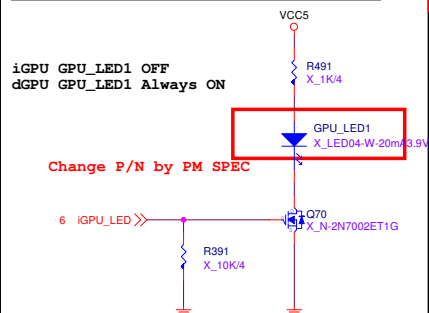 VCC5
R491
X_1K/4
iGPU GPU_LED1 OFF
dGPU GPU_LED1 Always ON
GPU_LED1
X_LED04-W-20mA3.9V
Change P/N by PM SPEC
Q70
X_N-2N7002ET1G
6 iGPU_LED
R391
X_10K/4